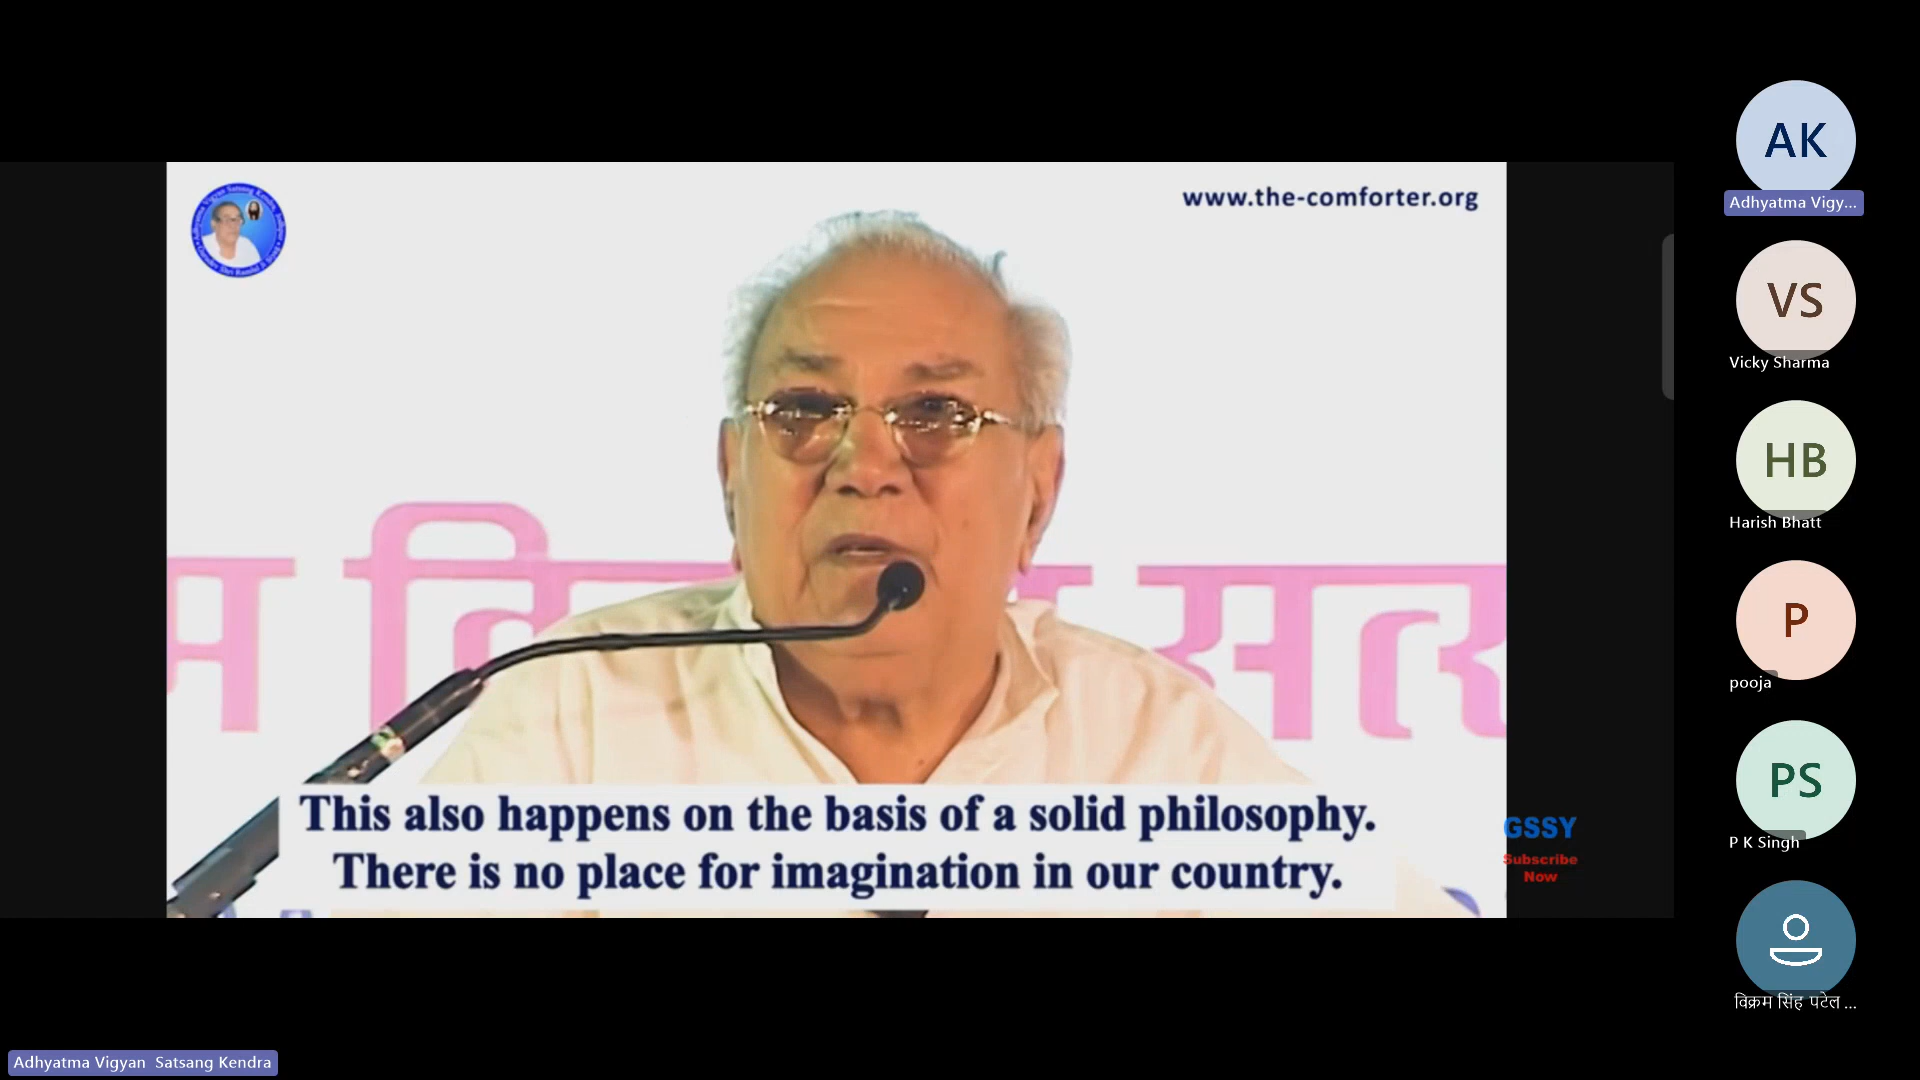 www.the-comforter.org
म वि सत्
This also happens on the basis of a solid philosophy.
There is no place for imagination in our country.
GSSY
Subscribe
Now
AK
Adhyatma Vigy...
VS
Vicky Sharma
HB
Harish Bhatt
P
pooja
PS
P K Singh
विक्रम सिंह पटेल ...
Adhyatma Vigyan Satsang Kendra